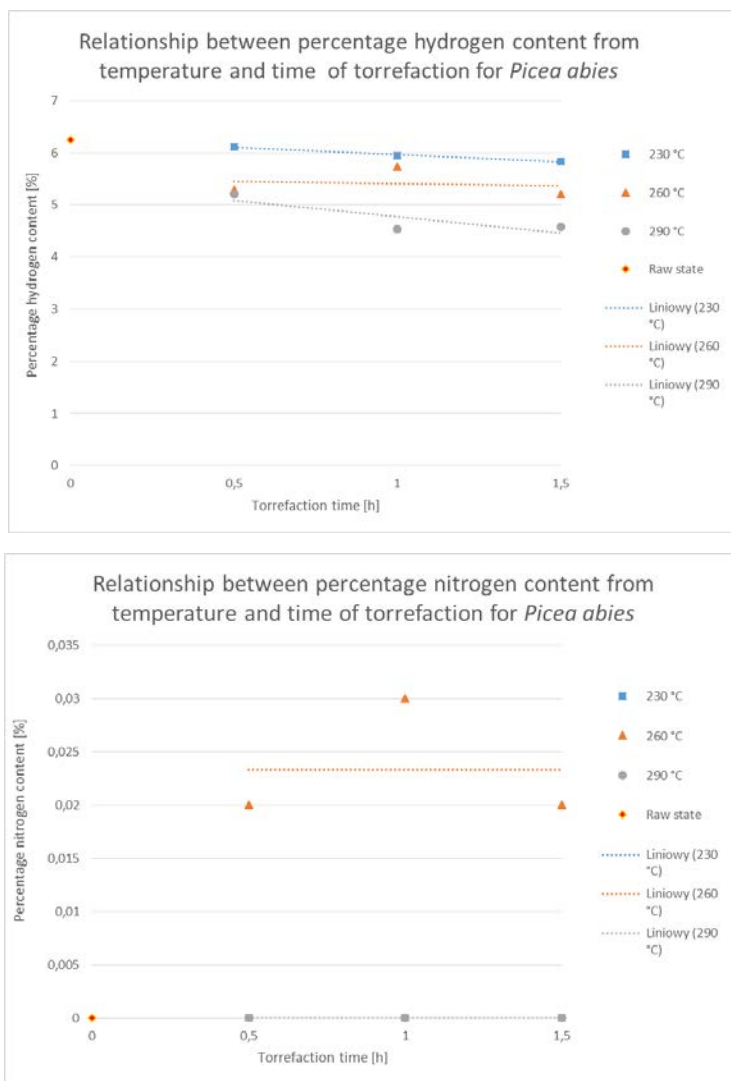 Relationship between percentage hydrogen content from
temperature and time of torrefaction for Picea abies
Percentage hydrogen content [%]
7
6
5
4
3
2
1
0
0
0,5
1
1,5
Torrefaction time [h]
230 °C
260 °C
290 °C
Raw state
Liniowy (230
°C)
Liniowy (260
°C)
Liniowy (290
°C)
Relationship between percentage nitrogen content from
temperature and time of torrefaction for Picea abies
Percentage nitrogen content [%]
0,035
0,03
0,025
0,02
0,015
0,01
0,005
0
0
0,5
1
1,5
Torrefaction time [h]
230 °C
260 °C
290 °C
Raw state
Liniowy (230
°C)
Liniowy (260
°C)
Liniowy (290
°C)